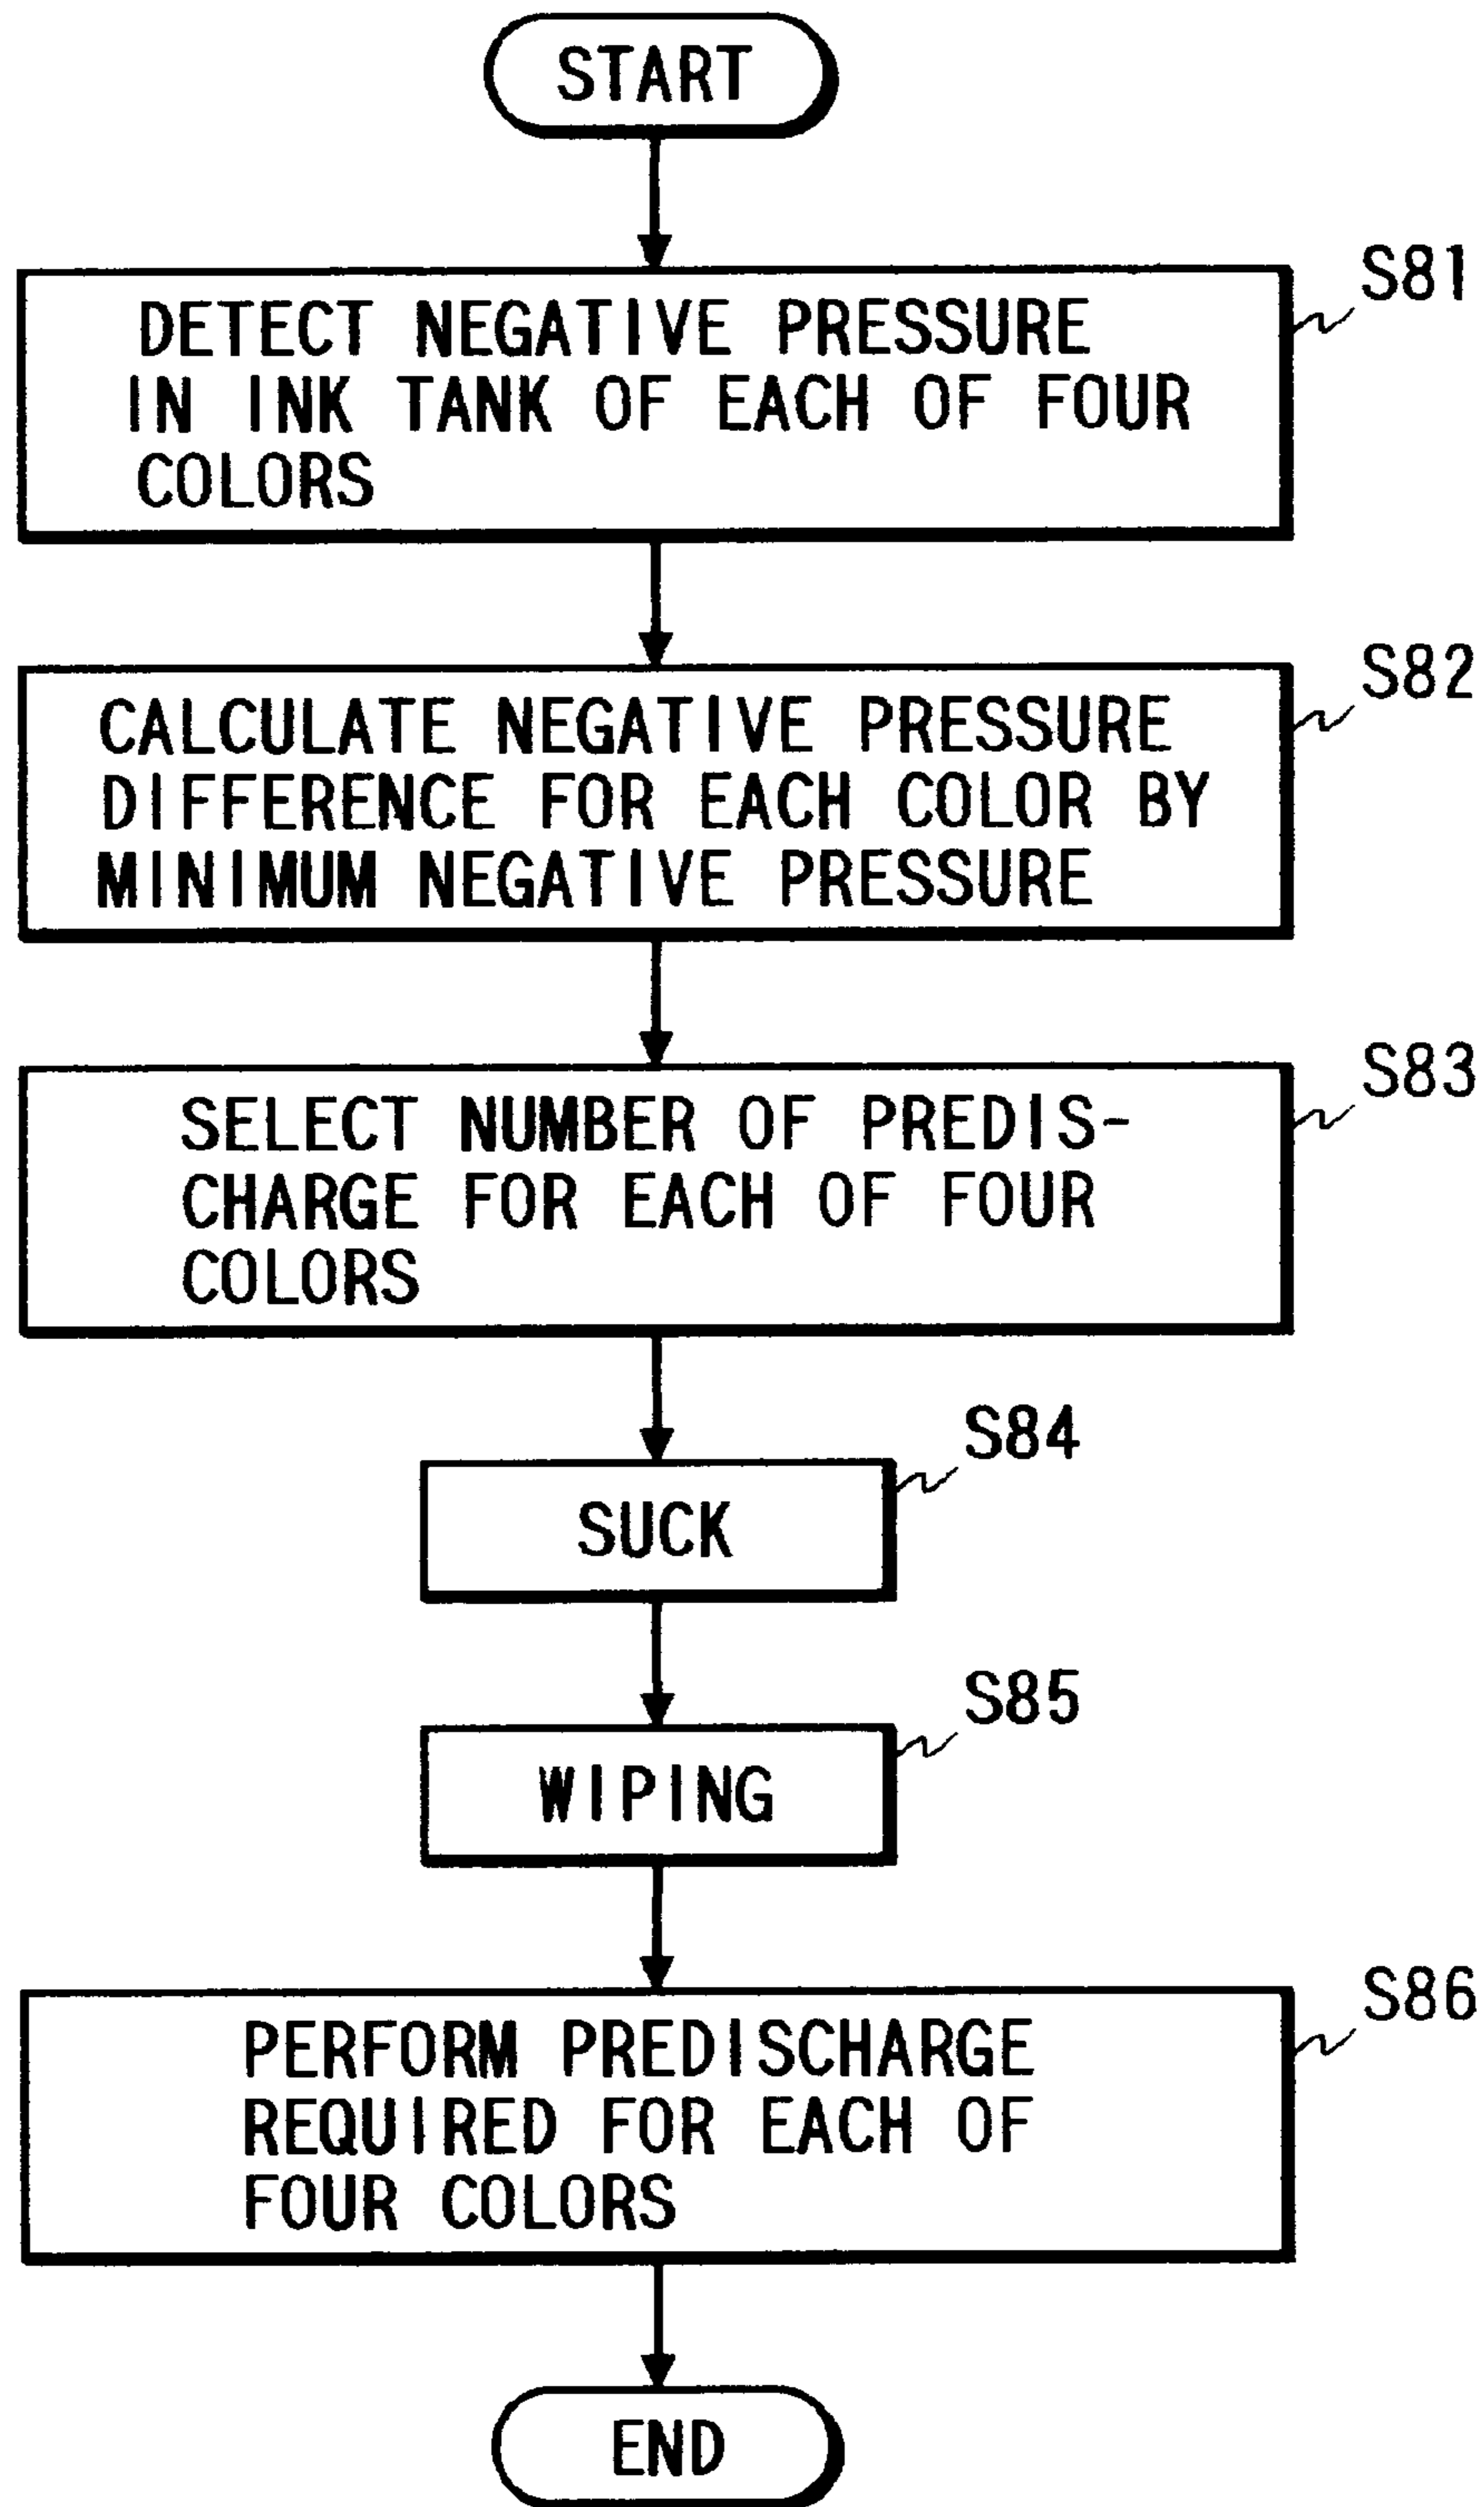 START
S81
DETECT NEGATIVE PRESSURE
IN INK TANK OF EACH OF FOUR
COLORS
S82
CALCULATE NEGATIVE PRESSURE
DIFFERENCE FOR EACH COLOR BY
MINIMUM NEGATIVE PRESSURE
S83
SELECT NUMBER OF PREDIS-
CHARGE FOR EACH OF FOUR
COLORS
S84
SUCK
S85
WIPING
S86
PERFORM PREDISCHARGE
REQUIRED FOR EACH OF
FOUR COLORS
END